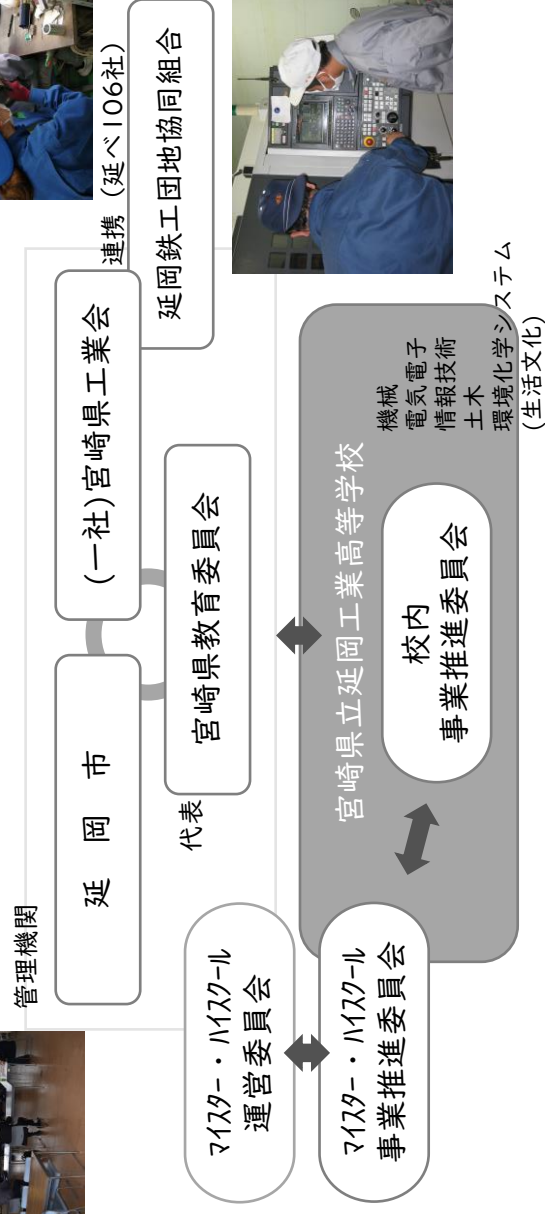 管理機関
延岡市
(一社)宮崎県工業会
連携 (延べ106社)
延岡鉄工団地協同組合
代表
宮崎県教育委員会
マイスター・ハイスクール
運営委員会
マイスター・ハイスクール
事業推進委員会
宮崎県立延岡工業高等学校
校内
事業推進委員会
機械
電気電子
情報技術
土木
環境化学システム
(生活文化)